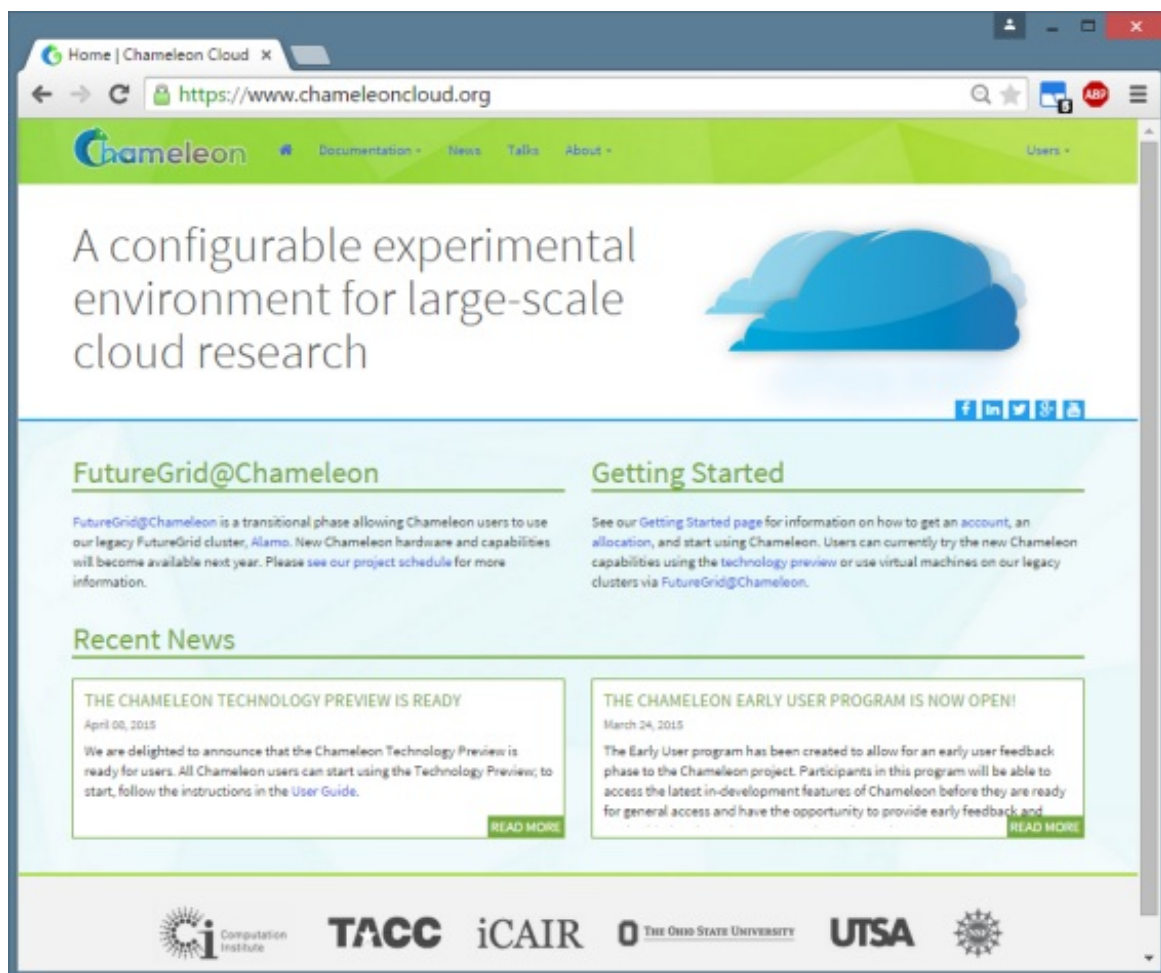 Home | Chameleon Cloud
https://www.chameleoncloud.org
5
ABP
Chameleon
Documentation
News
Talks
About
Users
A configurable experimental
environment for large-scale
cloud research
FutureGrid@Chameleon
FutureGrid@Chameleon is a transitional phase allowing Chameleon users to use
our legacy FutureGrid cluster, Alamo. New Chameleon hardware and capabilities
will become available next year. Please see our project schedule for more
information.
Getting Started
See our Getting Started page for information on how to get an account, an
allocation, and start using Chameleon. Users can currently try the new Chameleon
capabilities using the technology preview or use virtual machines on our legacy
clusters via FutureGrid@Chameleon.
Recent News
THE CHAMELEON TECHNOLOGY PREVIEW IS READY
April 08, 2015
We are delighted to announce that the Chameleon Technology Preview is
ready for users. All Chameleon users can start using the Technology Preview; to
start, follow the instructions in the User Guide.
READ MORE
THE CHAMELEON EARLY USER PROGRAM IS NOW OPEN!
March 24, 2015
The Early User program has been created to allow for an early user feedback
phase to the Chameleon project. Participants in this program will be able to
access the latest in-development features of Chameleon before they are ready
for general access and have the opportunity to provide early feedback and
READ MORE
Ci Computation
Institute
TACC
iCAIR
THE OHIO STATE UNIVERSITY
UTSA
NSF